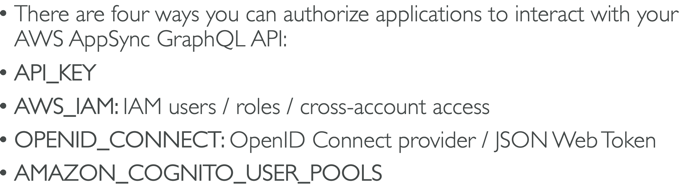 • There are four ways you can authorize applications to interact with your
AWS AppSync GraphQL API:
• API_KEY
• AWS_IAM: IAM users / roles / cross-account access
• OPENID_CONNECT: OpenID Connect provider / JSON Web Token
• AMAZON_COGNITO_USER_POOLS